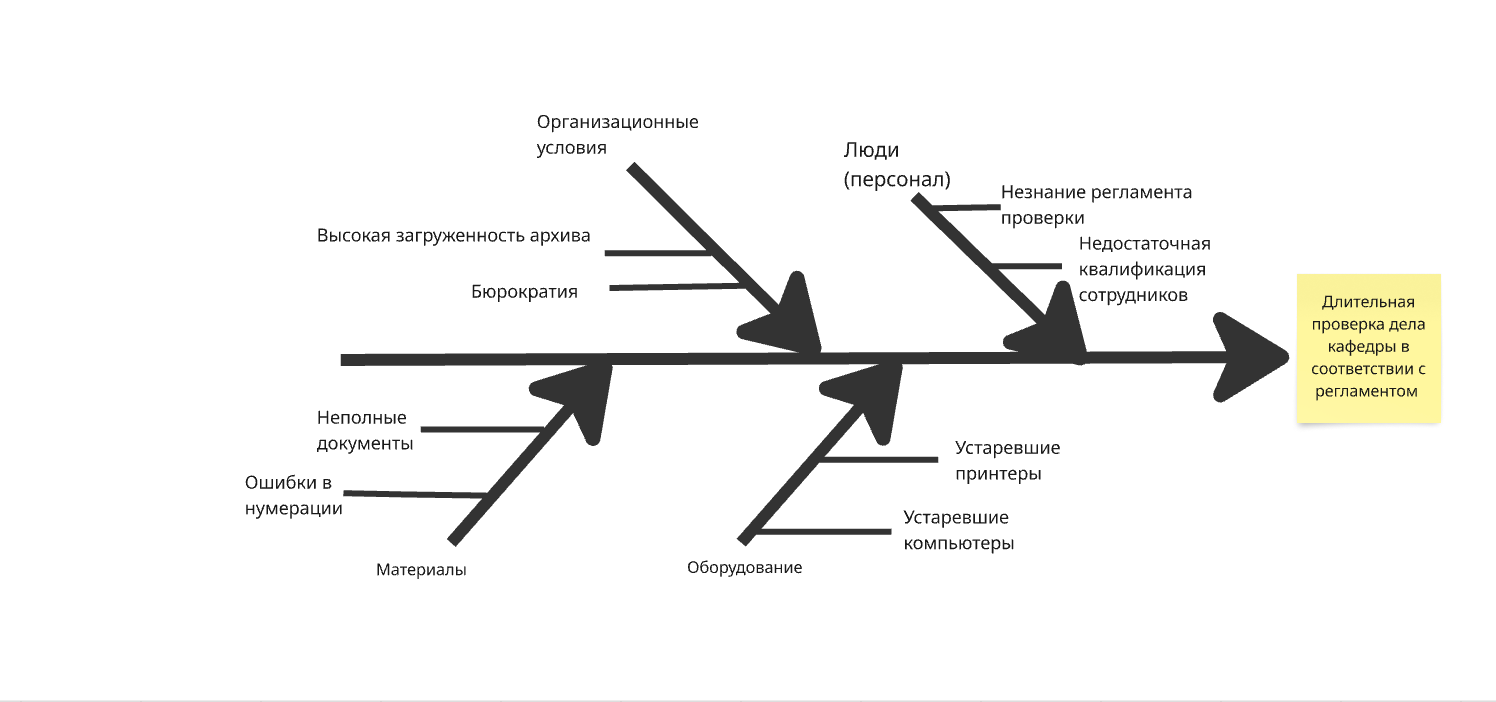 Организационные
условия
Люди
(персонал)
Незнание регламента
проверки
Высокая загруженность архива
Недостаточная
квалификация
сотрудников
Бюрократия
Длительная
проверка дела
кафедры в
соответствии с
регламентом
Неполные
документы
Устаревшие
принтеры
Ошибки в
нумерации
Устаревшие
компьютеры
Материалы
Оборудование